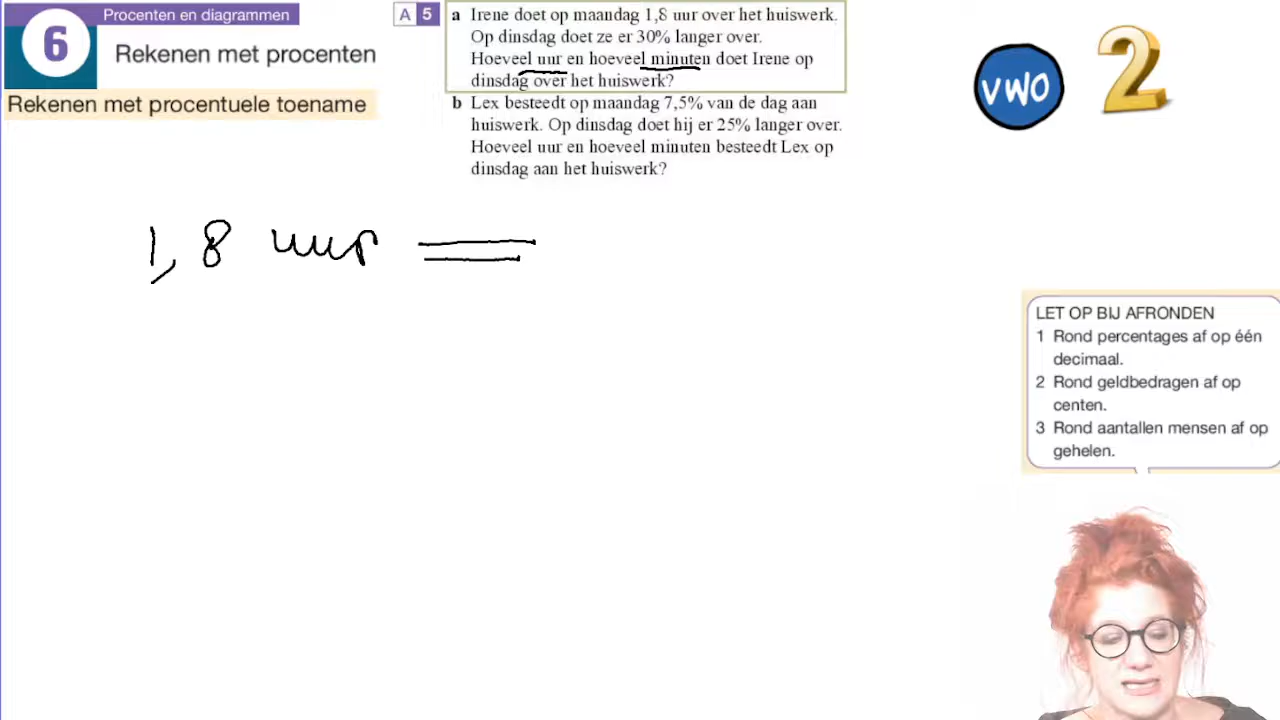 6
Procenten en diagrammen
Rekenen met procenten
Rekenen met procentuele toename
A 5
a Irene doet op maandag 1,8 uur over het huiswerk.
Op dinsdag doet ze er 30% langer over.
Hoeveel uur en hoeveel minuten doet Irene op
dinsdag over het huiswerk?
b Lex besteedt op maandag 7,5% van de dag aan
huiswerk. Op dinsdag doet hij er 25% langer over.
Hoeveel uur en hoeveel minuten besteedt Lex op
dinsdag aan het huiswerk?
VWO 2
1,8 uur =
LET OP BIJ AFRONDEN
1 Rond percentages af op één
decimaal.
2 Rond geldbedragen af op
centen.
3 Rond aantallen mensen af op
gehelen.